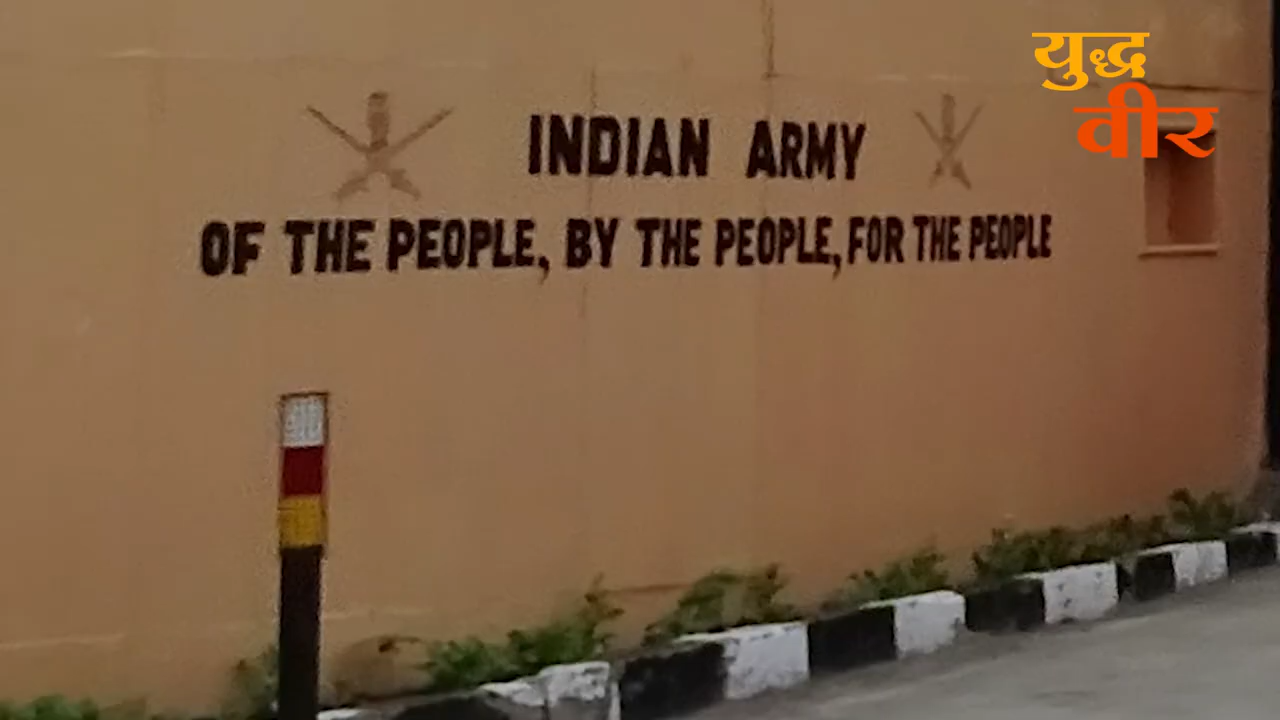 युद्ध
वीर
INDIAN ARMY
OF THE PEOPLE, BY THE PEOPLE, FOR THE PEOPLE